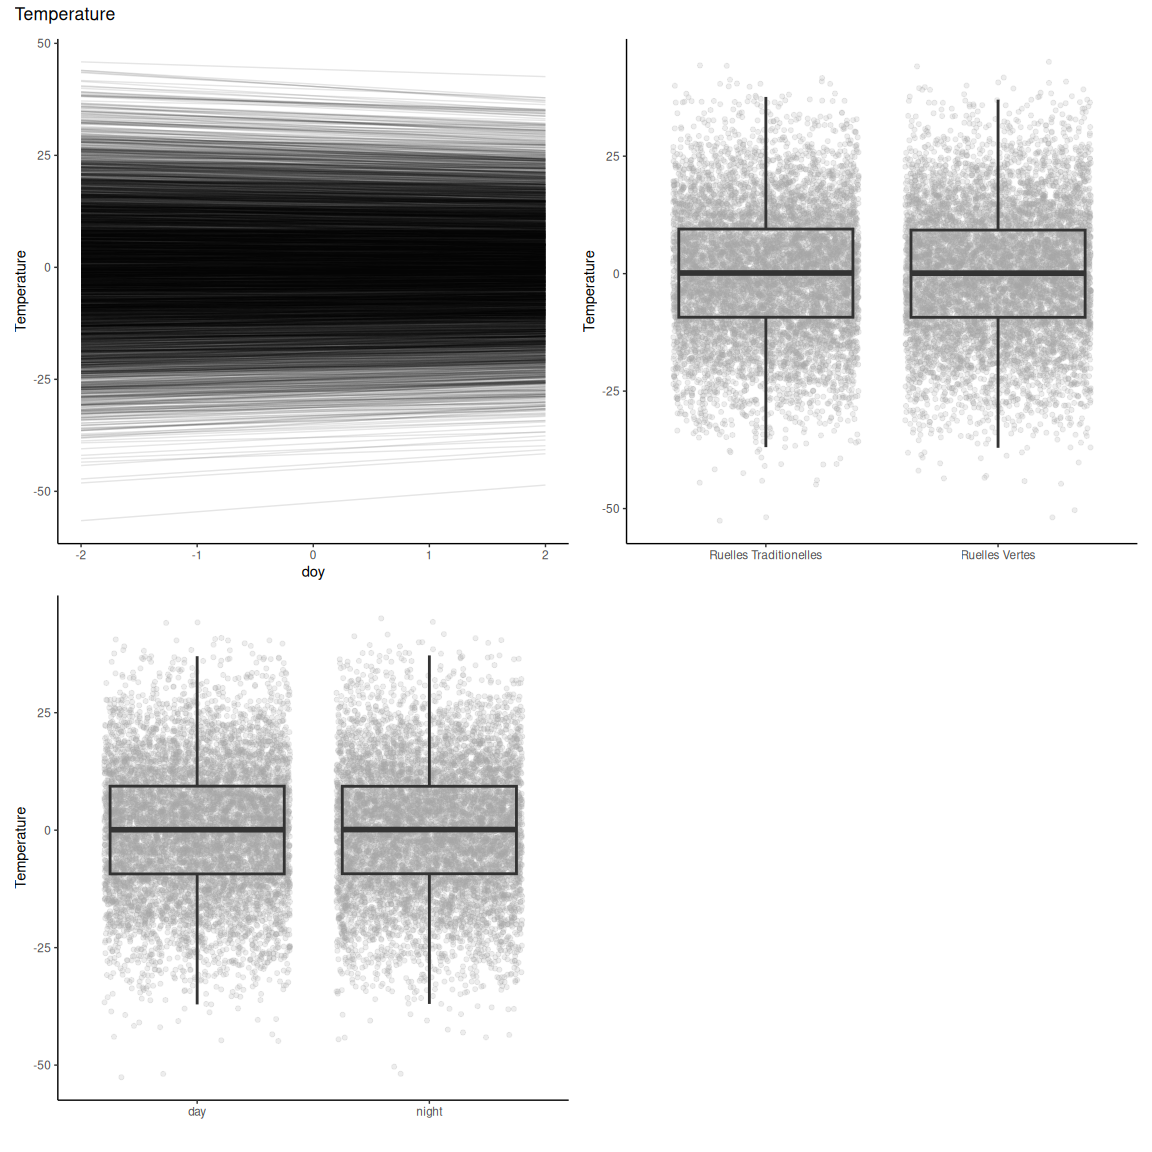 Temperature
50
25
0
-25
-50
Temperature
-2
-1
0
1
2
doy
25
0
-25
-50
Temperature
Ruelles Traditionelles
Ruelles Vertes
25
0
-25
-50
Temperature
day
night